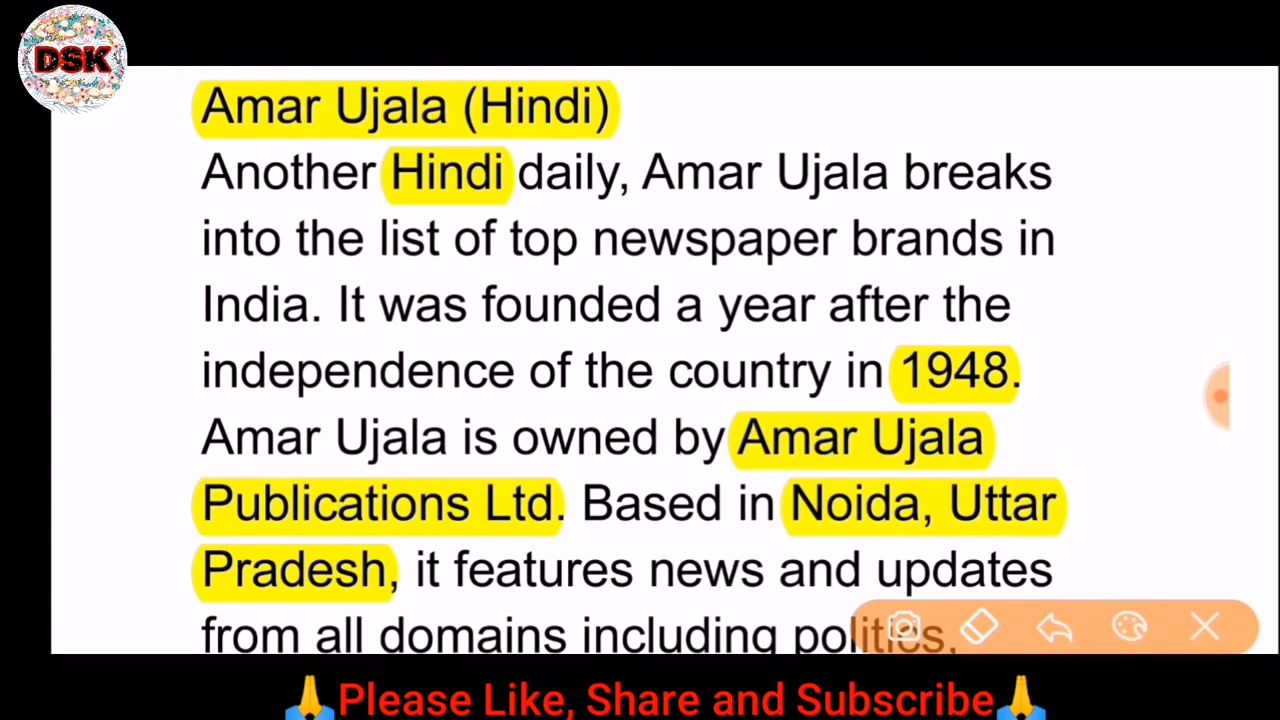 DSK
Amar Ujala (Hindi)
Another Hindi daily, Amar Ujala breaks
into the list of top newspaper brands in
India. It was founded a year after the
independence of the country in 1948.
Amar Ujala is owned by Amar Ujala
Publications Ltd. Based in Noida, Uttar
Pradesh, it features news and updates
from all domains including politics,
🙏Please Like, Share and Subscribe🙏